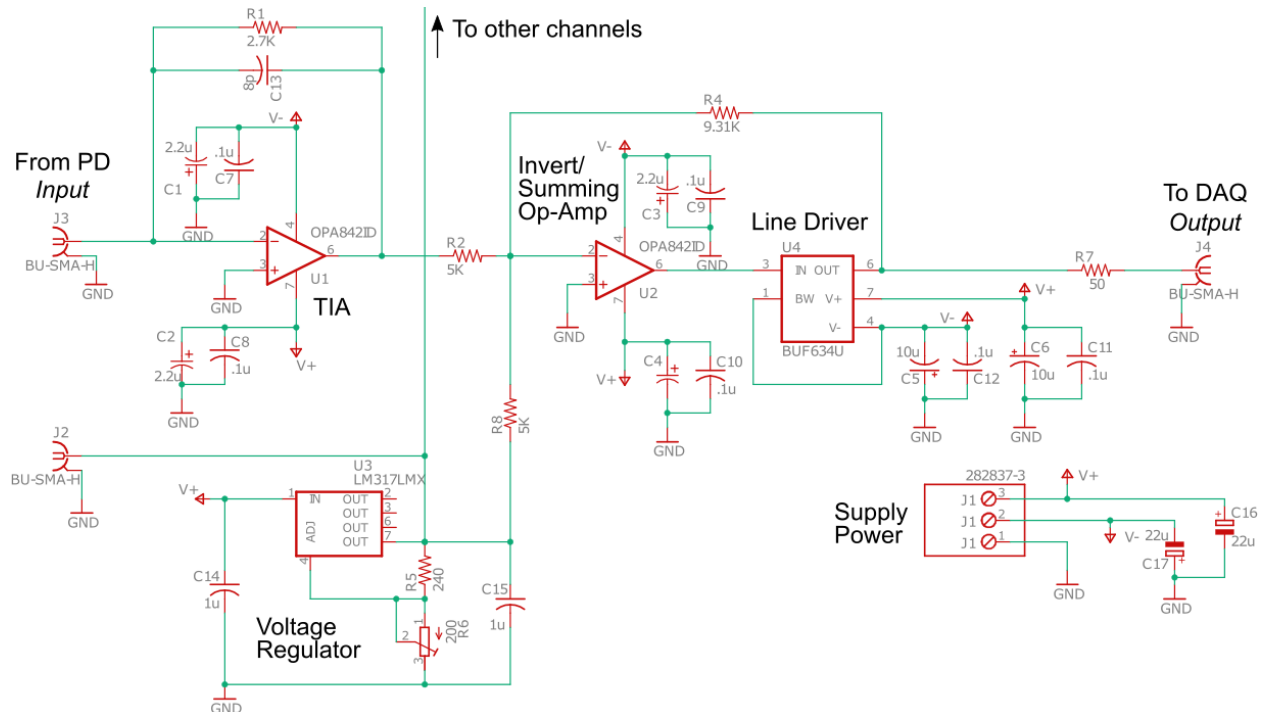 R1
2.7K
To other channels
8p
C13
V-
R4
9.31K
2.2u
.1u
C1
C7
From PD
Input
J3
BU-SMA-H
GND
GND
4
OPA842ID
2
6
3
U1
7
TIA
GND
R2
5K
Invert/
Summing
Op-Amp
V-
2.2u
.1u
C3
C9
4
OPA842ID
GND
2
6
3
U2
7
GND
Line Driver
U4
3
IN OUT
6
1
BW V+
7
V-
4
BUF634U
To DAQ
Output
J4
BU-SMA-H
GND
R7
50
V+
C2
C8
2.2u
.1u
V+
GND
C4
C10
.1u
V+
GND
V-
10u
.1u
C5
C12
GND
C6
C11
10u
.1u
GND
R8
5K
J2
BU-SMA-H
GND
U3
LM317LMX
V+
1
IN
OUT
2
OUT
3
OUT
6
OUT
7
ADJ
4
R5
240
C14
1u
C15
1u
Voltage
Regulator
1
2
3
200
R6
GND
Supply
Power
282837-3
J1
3
J1
2
J1
1
V+
V-
GND
22u
C17
C16
22u
GND